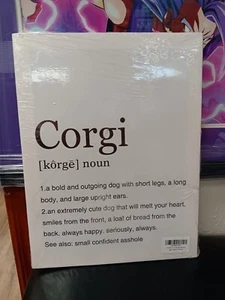 Corgi
[kôrgē] noun
1.a bold and outgoing dog with short legs, a long
body, and large upright ears.
2.an extremely cute dog that will melt your heart,
smiles from the front, a loaf of bread from the
back, always happy, seriously, always.
See also: small confident asshole